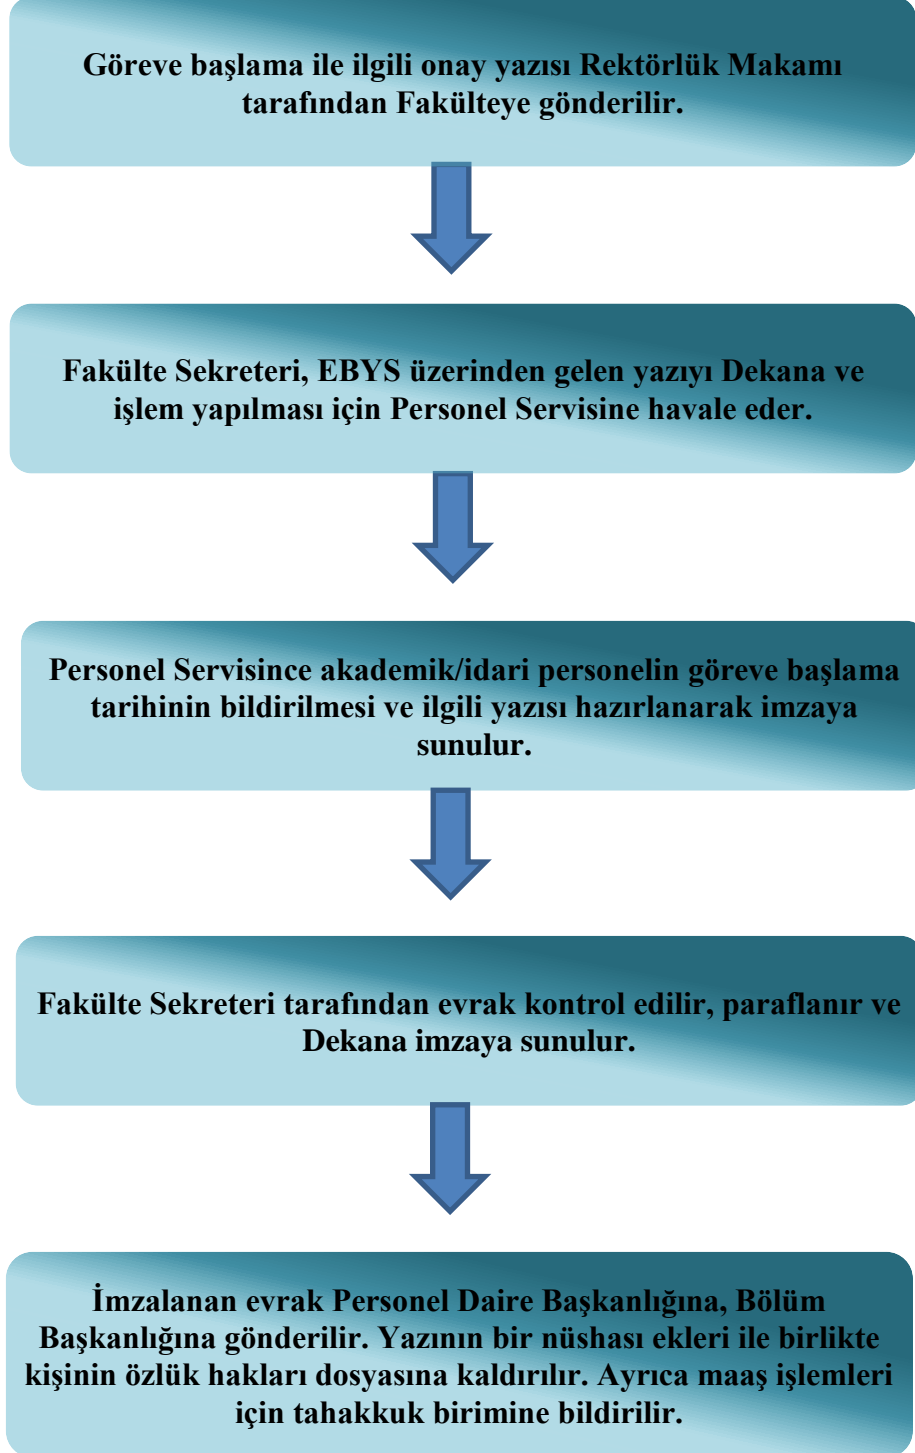 Göreve başlama ile ilgili onay yazısı Rektörlük Makamı
tarafından Fakülteye gönderilir.
Fakülte Sekreteri, EBYS üzerinden gelen yazıyı Dekana ve
işlem yapılması için Personel Servisine havale eder.
Personel Servisince akademik/idari personelin göreve başlama
tarihinin bildirilmesi ve ilgili yazısı hazırlanarak imzaya
sunulur.
Fakülte Sekreteri tarafından evrak kontrol edilir, paraflanır ve
Dekana imzaya sunulur.
İmzalanan evrak Personel Daire Başkanlığına, Bölüm
Başkanlığına gönderilir. Yazının bir nüshası ekleri ile birlikte
kişinin özlük hakları dosyasına kaldırılır. Ayrıca maaş işlemleri
için tahakkuk birimine bildirilir.